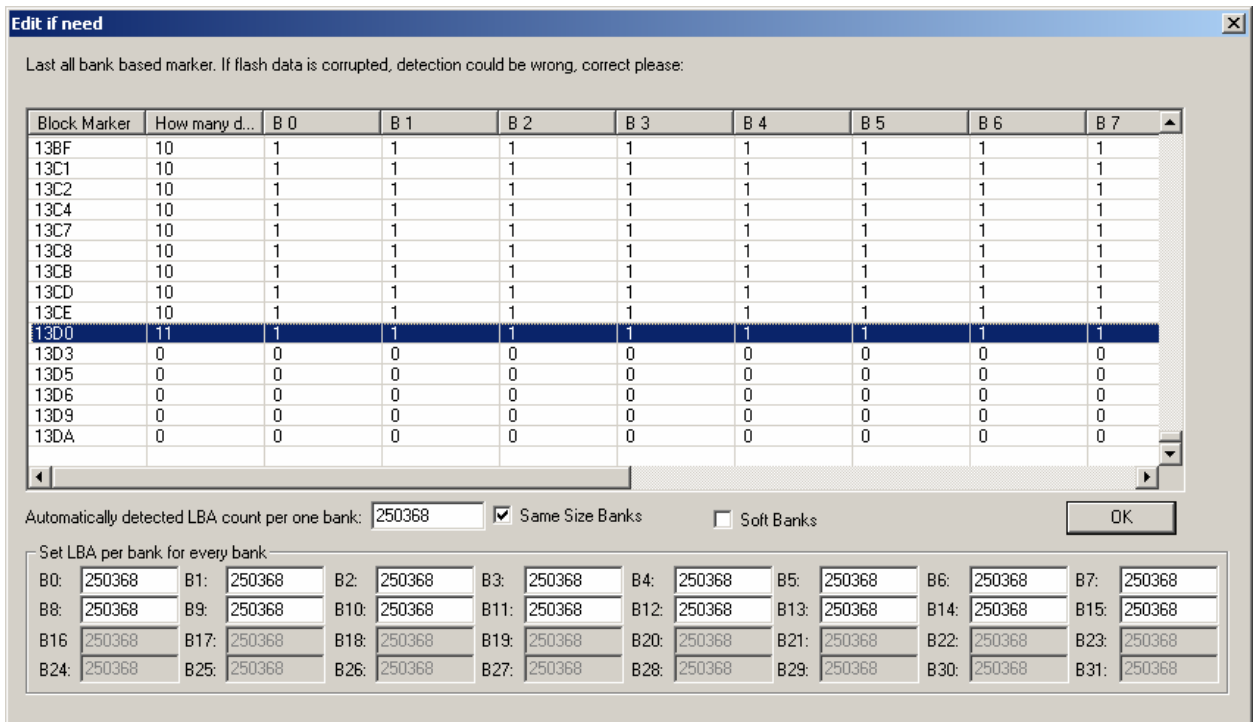 Edit if need
Last all bank based marker. If flash data is corrupted, detection could be wrong, correct please:
Block Marker How many d... B 0 B 1 B 2 B 3 B 4 B 5 B 6 B 7
13BF 10 1 1 1 1 1 1 1 1
13C1 10 1 1 1 1 1 1 1 1
13C2 10 1 1 1 1 1 1 1 1
13C4 10 1 1 1 1 1 1 1 1
13C7 10 1 1 1 1 1 1 1 1
13C8 10 1 1 1 1 1 1 1 1
13CB 10 1 1 1 1 1 1 1 1
13CD 10 1 1 1 1 1 1 1 1
13CE 10 1 1 1 1 1 1 1 1
13D0 11 1 1 1 1 1 1 1 1
13D3 0 0 0 0 0 0 0 0 0
13D5 0 0 0 0 0 0 0 0 0
13D6 0 0 0 0 0 0 0 0 0
13D9 0 0 0 0 0 0 0 0 0
13DA 0 0 0 0 0 0 0 0 0
Automatically detected LBA count per one bank: 250368 Same Size Banks Soft Banks OK
Set LBA per bank for every bank
B0: 250368 B1: 250368 B2: 250368 B3: 250368 B4: 250368 B5: 250368 B6: 250368 B7: 250368
B8: 250368 B9: 250368 B10: 250368 B11: 250368 B12: 250368 B13: 250368 B14: 250368 B15: 250368
B16 250368 B17: 250368 B18: 250368 B19: 250368 B20: 250368 B21: 250368 B22: 250368 B23: 250368
B24: 250368 B25: 250368 B26: 250368 B27: 250368 B28: 250368 B29: 250368 B30: 250368 B31: 250368